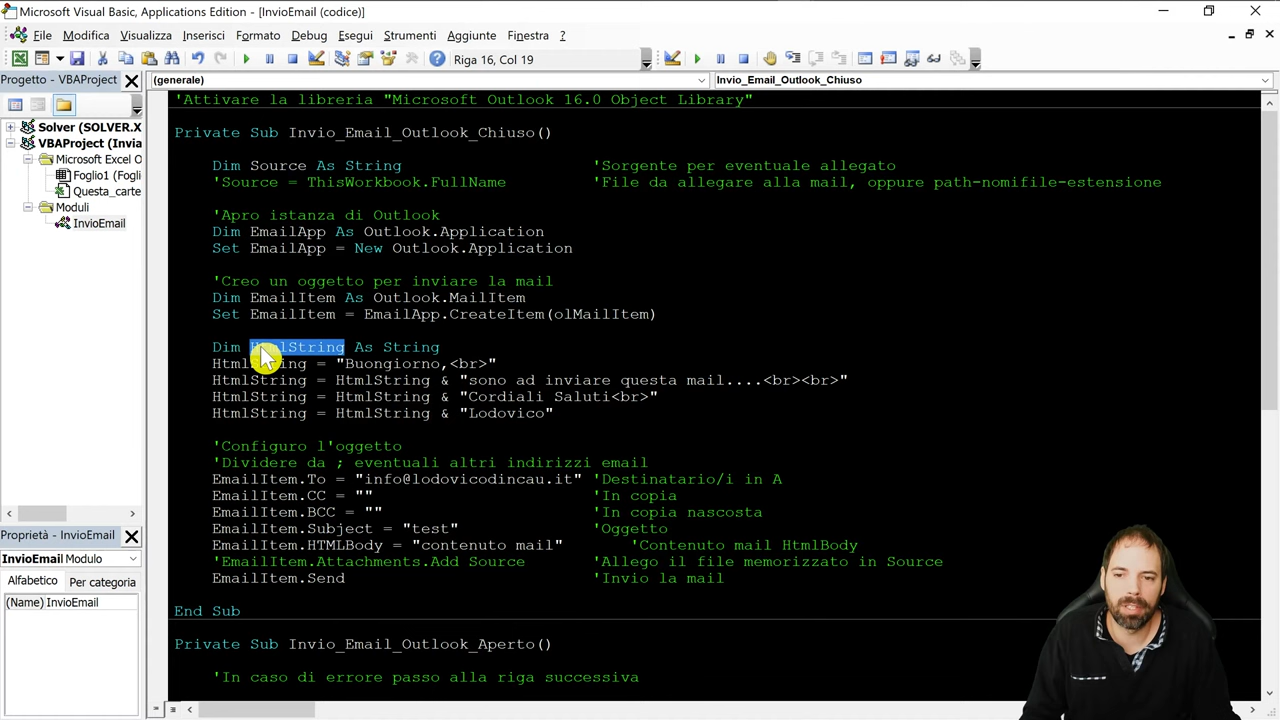 Microsoft Visual Basic, Applications Edition - [InvioEmail (codice)]
File Modifica Visualizza Inserisci Formato Debug Esegui Strumenti Aggiunte Finestra ?
Riga 16, Col 19
Progetto - VBAProject
(generale)
Invio_Email_Outlook_Chiuso
Solver (SOLVER.X
VBAProject (Invia
Microsoft Excel O
Foglio1 (Fogli
Questa_carte
Moduli
InvioEmail
Proprietà - InvioEmail
InvioEmail Modulo
Alfabetico Per categoria
(Name) InvioEmail
'Attivare la libreria "Microsoft Outlook 16.0 Object Library"
Private Sub Invio_Email_Outlook_Chiuso()
Dim Source As String 'Sorgente per eventuale allegato
'Source = ThisWorkbook.FullName 'File da allegare alla mail, oppure path-nomifile-estensione
'Apro istanza di Outlook
Dim EmailApp As Outlook.Application
Set EmailApp = New Outlook.Application
'Creo un oggetto per inviare la mail
Dim EmailItem As Outlook.MailItem
Set EmailItem = EmailApp.CreateItem(olMailItem)
Dim HtmlString As String
HtmlString = "Buongiorno,<br>"
HtmlString = HtmlString & "sono ad inviare questa mail....<br><br>"
HtmlString = HtmlString & "Cordiali Saluti<br>"
HtmlString = HtmlString & "Lodovico"
'Configuro l'oggetto
'Dividere da ; eventuali altri indirizzi email
EmailItem.To = "info@lodovicodincau.it" 'Destinatario/i in A
EmailItem.CC = "" 'In copia
EmailItem.BCC = "" 'In copia nascosta
EmailItem.Subject = "test" 'Oggetto
EmailItem.HTMLBody = "contenuto mail" 'Contenuto mail HtmlBody
'EmailItem.Attachments.Add Source 'Allego il file memorizzato in Source
EmailItem.Send 'Invio la mail
End Sub
Private Sub Invio_Email_Outlook_Aperto()
'In caso di errore passo alla riga successiva